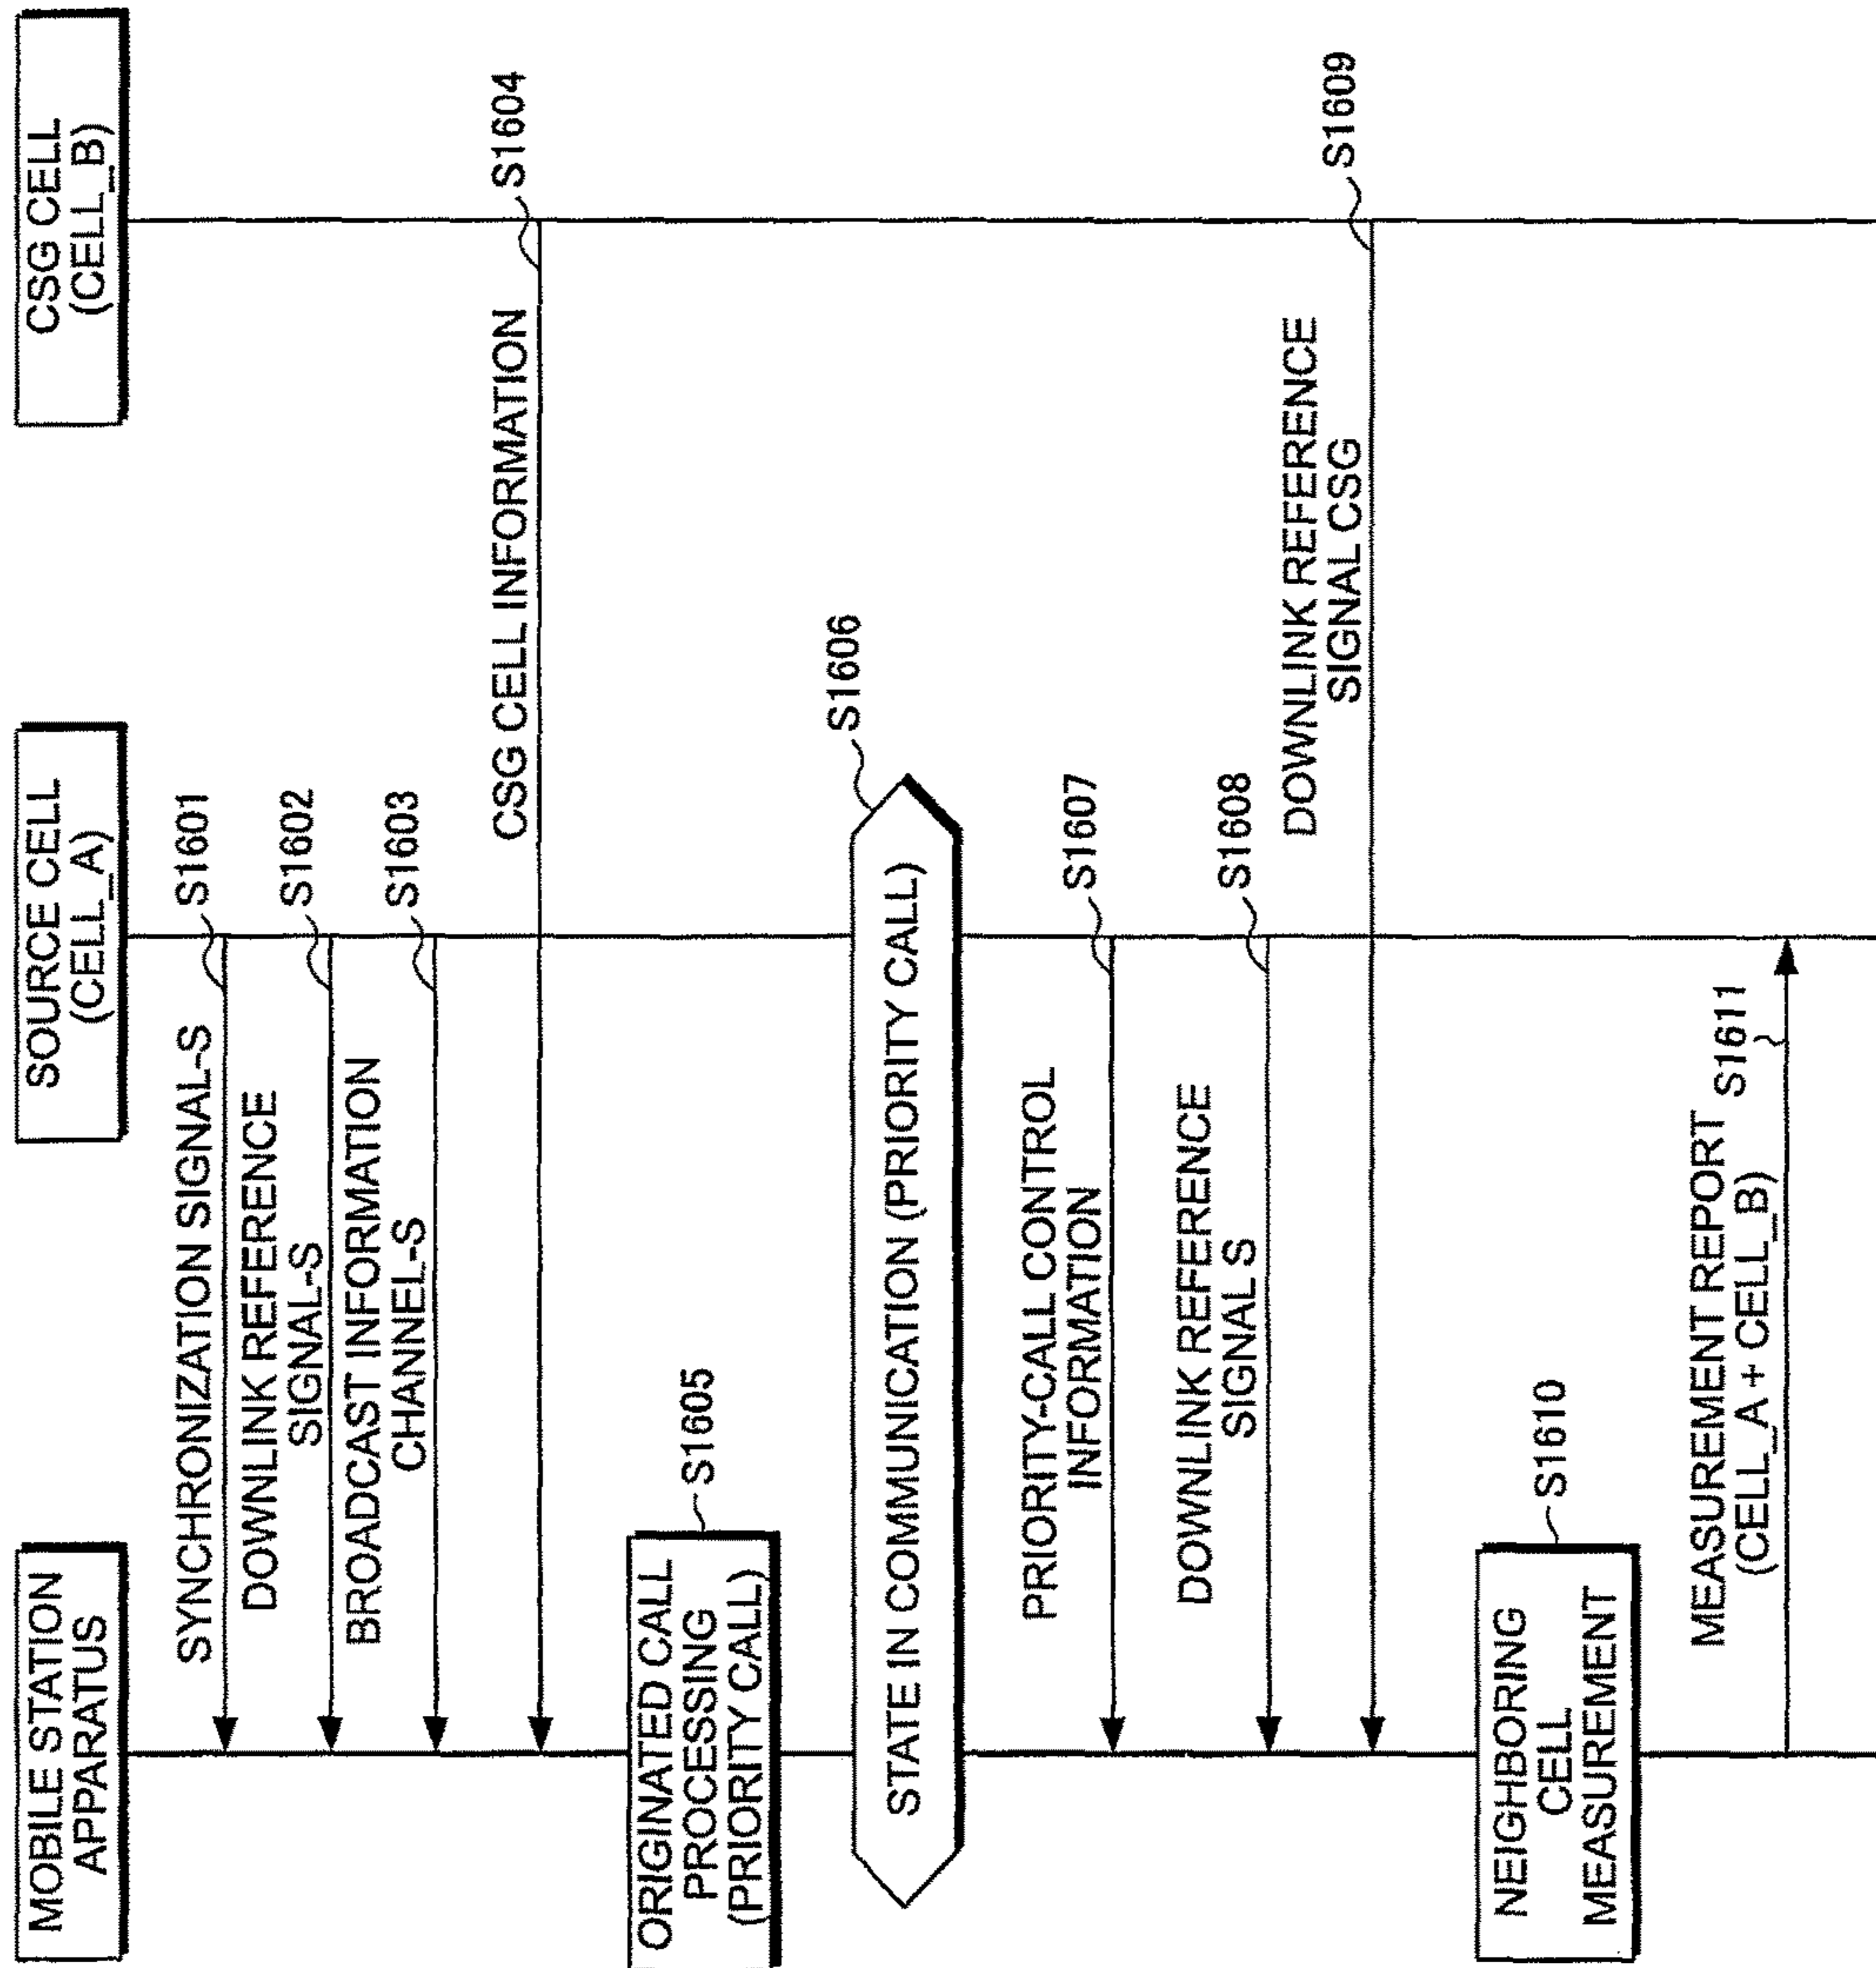 MOBILE STATION
APPARATUS
SOURCE CELL
(CELL_A)
CSG CELL
(CELL_B)
SYNCHRONIZATION SIGNAL-S
S1601
DOWNLINK REFERENCE
SIGNAL-S
S1602
BROADCAST INFORMATION
CHANNEL-S
S1603
CSG CELL INFORMATION
S1604
ORIGINATED CALL
PROCESSING
(PRIORITY CALL)
S1605
STATE IN COMMUNICATION (PRIORITY CALL)
S1606
PRIORITY-CALL CONTROL
INFORMATION
S1607
DOWNLINK REFERENCE
SIGNAL S
S1608
DOWNLINK REFERENCE
SIGNAL CSG
S1609
NEIGHBORING
CELL
MEASUREMENT
S1610
MEASUREMENT REPORT
(CELL_A + CELL_B)
S1611